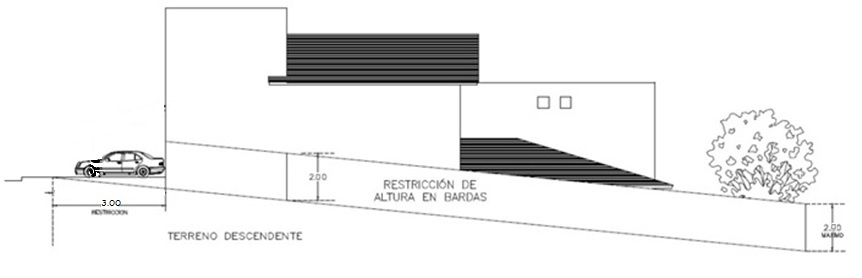 2.00
RESTRICCIÓN DE
ALTURA EN BARDAS
3.00
RESTRICCION
TERRENO DESCENDENTE
2.00
MAXIMO